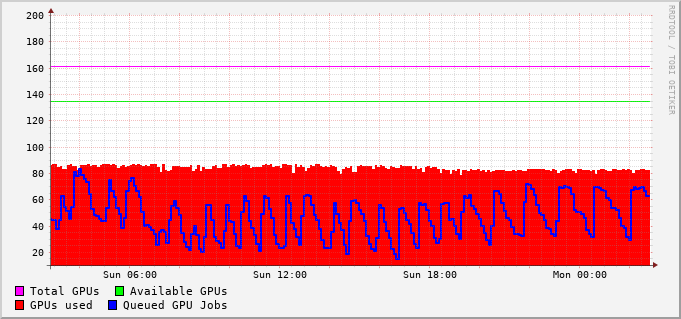 200
180
160
140
120
100
80
60
40
20
Sun 06:00 Sun 12:00 Sun 18:00 Mon 00:00
Total GPUs Available GPUs
GPUs used Queued GPU Jobs
RRDTOOL / TOBI OETIKER